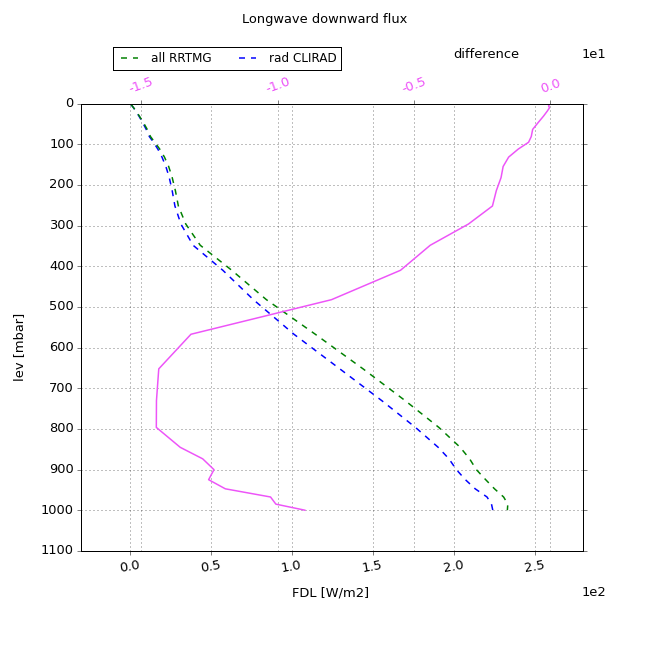 Longwave downward flux
all RRTMG rad CLIRAD difference 1e1
-1.5 -1.0 -0.5 0.0
0
100
200
300
400
500
600
700
800
900
1000
1100
lev [mbar]
0.0 0.5 1.0 1.5 2.0 2.5
FDL [W/m2] 1e2